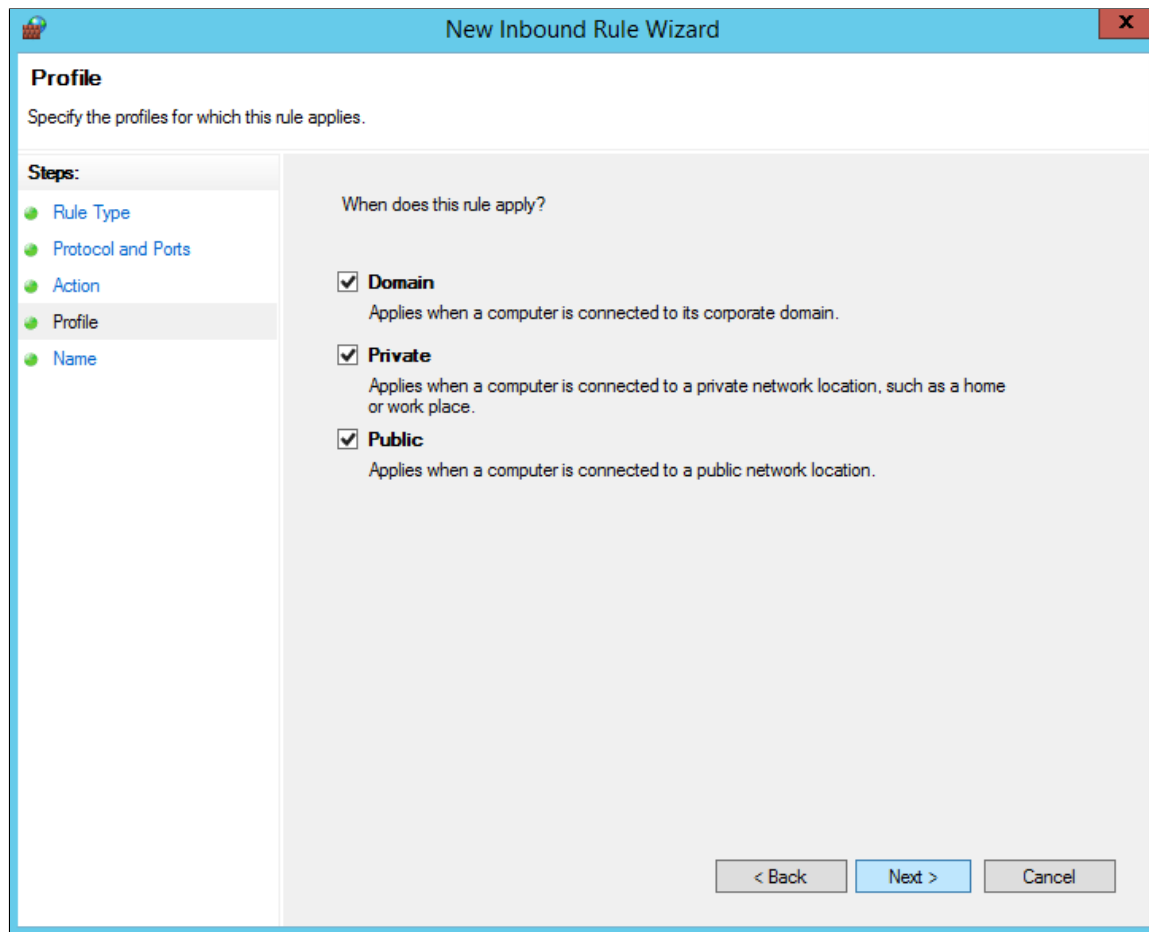 New Inbound Rule Wizard
x
Profile
Specify the profiles for which this rule applies.
Steps:
Rule Type
Protocol and Ports
Action
Profile
Name
When does this rule apply?
Domain
Applies when a computer is connected to its corporate domain.
Private
Applies when a computer is connected to a private network location, such as a home
or work place.
Public
Applies when a computer is connected to a public network location.
< Back
Next >
Cancel